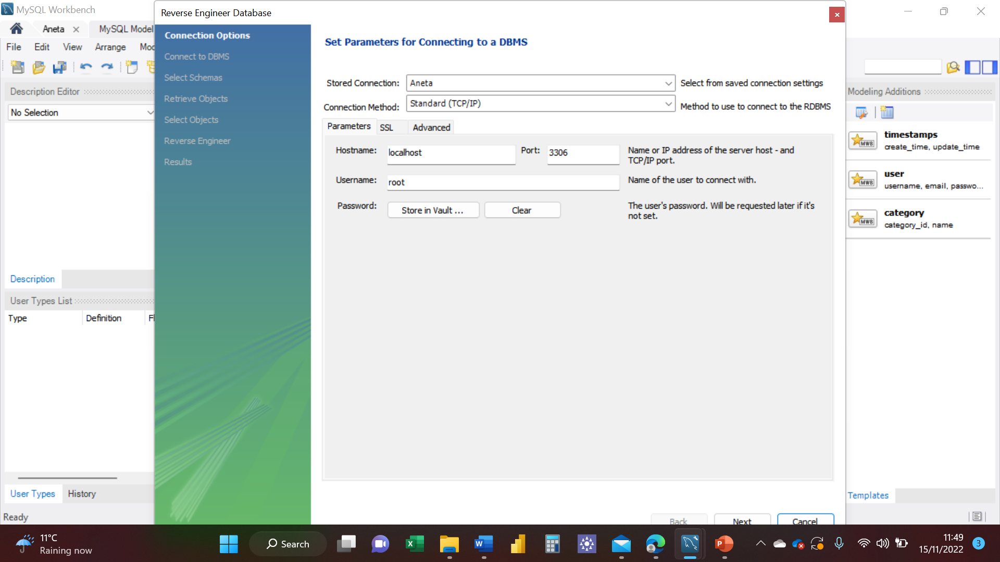 MySQL Workbench
Reverse Engineer Database
Aneta
MySQL Model
File Edit View Arrange
Description Editor
No Selection
Description
User Types List
Type Definition
User Types History
Ready
Connection Options
Connect to DBMS
Select Schemas
Retrieve Objects
Select Objects
Reverse Engineer
Results
Set Parameters for Connecting to a DBMS
Stored Connection: Aneta Select from saved connection settings
Connection Method: Standard (TCP/IP) Method to use to connect to the RDBMS
Parameters SSL Advanced
Hostname: localhost Port: 3306 Name or IP address of the server host - and
TCP/IP port.
Username: root Name of the user to connect with.
Password: Store in Vault ... Clear The user's password. Will be requested later if it's
not set.
Back Next Cancel
Modeling Additions
MWB timestamps
create_time, update_time
MWB user
username, email, passwo...
MWB category
category_id, name
Templates
11°C
Raining now
Search
11:49
15/11/2022
3